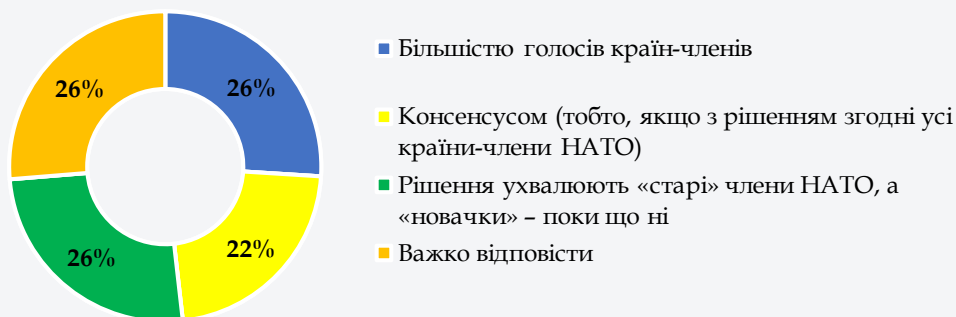 26%
26%
22%
26%
Більшістю голосів країн-членів
Консенсусом (тобто, якщо з рішенням згодні усі
країни-члени НАТО)
Рішення ухвалюють «старі» члени НАТО, а
«новачки» – поки що ні
Важко відповісти